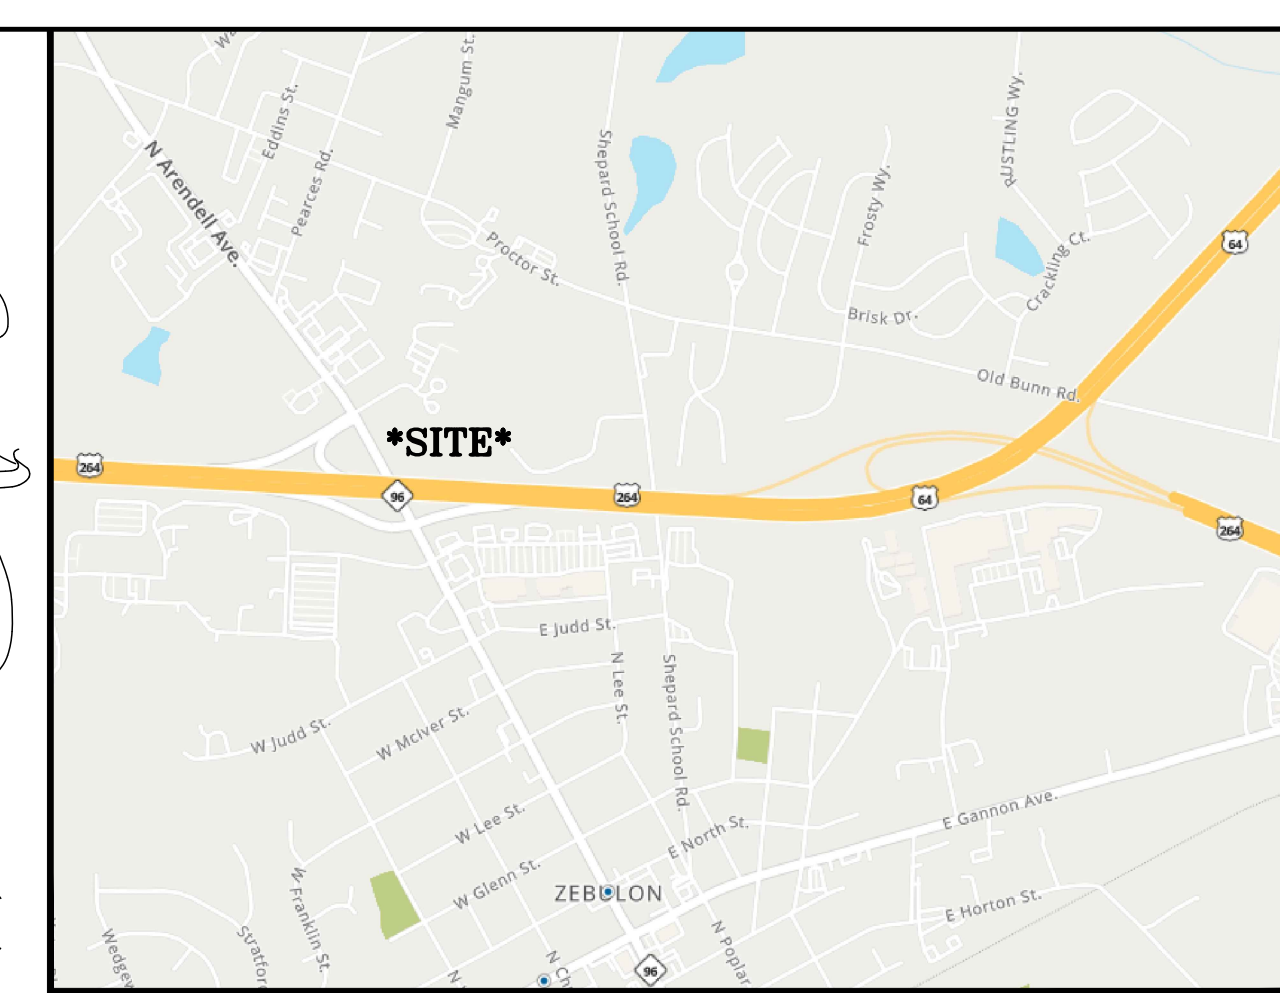 Mangum St.
Eddins St.
RUSTLING Wy.
N Arendell Ave.
Pearces Rd.
Shepard School Rd.
Frosty Wy.
Proctor St.
Crackling Ct.
64
Brisk Dr.
Old Bunn Rd.
*SITE*
264
96
264
64
264
E Judd St.
N Lee St.
Shepard School Rd.
W Judd St.
W McIver St.
W Lee St.
E North St.
E Gannon Ave.
W Glenn St.
ZEBULON
N Franklin St.
E Horton St.
N Poplar
96